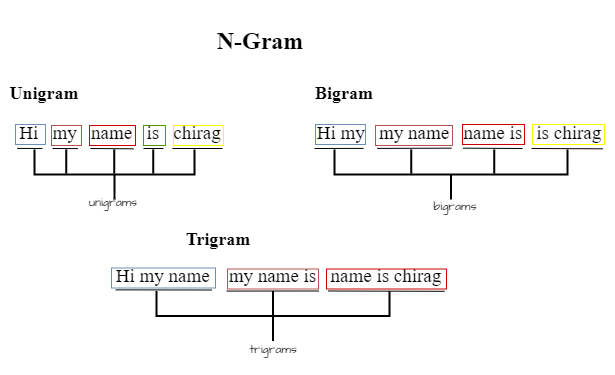 N-Gram
Unigram
Hi my name is chirag
unigrams
Bigram
Hi my my name name is is chirag
bigrams
Trigram
Hi my name my name is name is chirag
trigrams